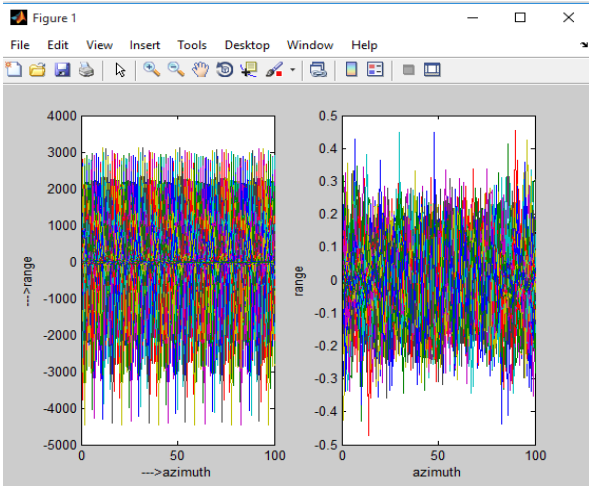 Figure 1
File Edit View Insert Tools Desktop Window Help
4000
3000
2000
1000
0
-1000
-2000
-3000
-4000
-5000
--->range
0 50 100
--->azimuth
0.5
0.4
0.3
0.2
0.1
0
-0.1
-0.2
-0.3
-0.4
-0.5
range
0 50 100
azimuth